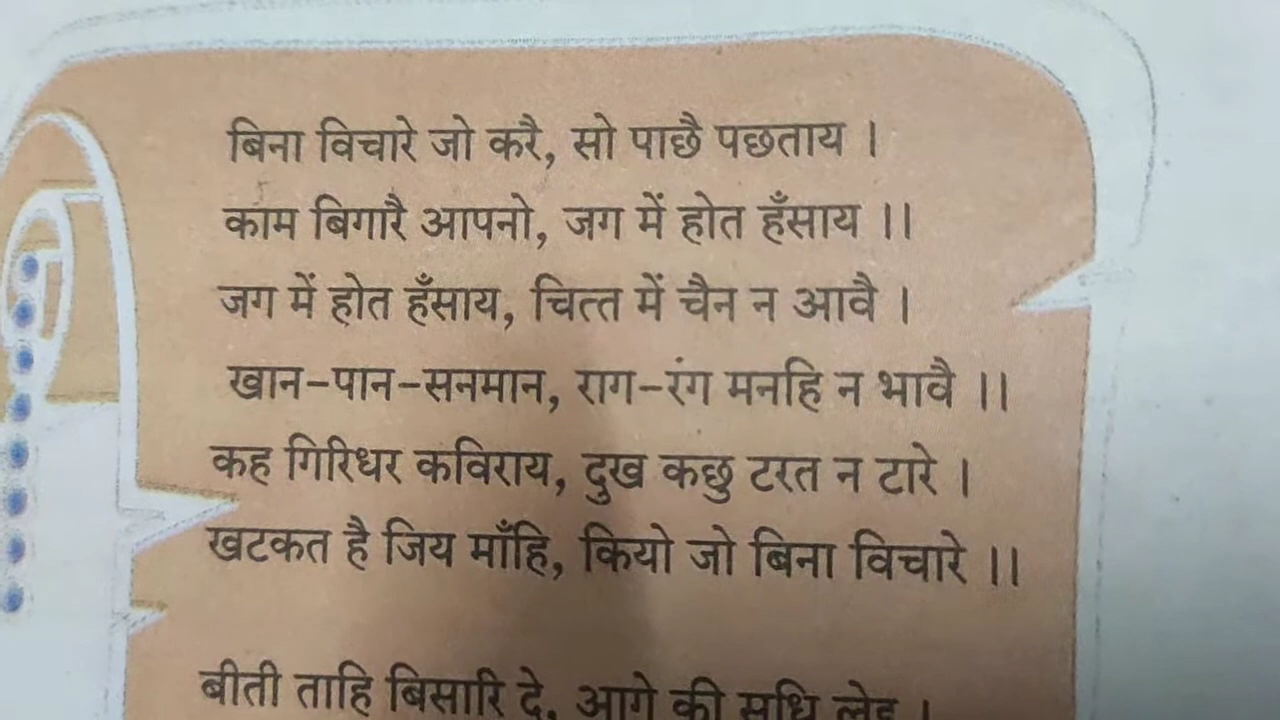 बिना विचारे जो करै, सो पाछै पछताय ।
काम बिगारै आपनो, जग में होत हँसाय ।।
जग में होत हँसाय, चित्त में चैन न आवै ।
खान-पान-सनमान, राग-रंग मनहि न भावै ।।
कह गिरिधर कविराय, दुख कछु टरत न टारे ।
खटकत है जिय माँहि, कियो जो बिना विचारे ।।
बीती ताहि बिसारि दे, आगे की सुधि लेइ ।